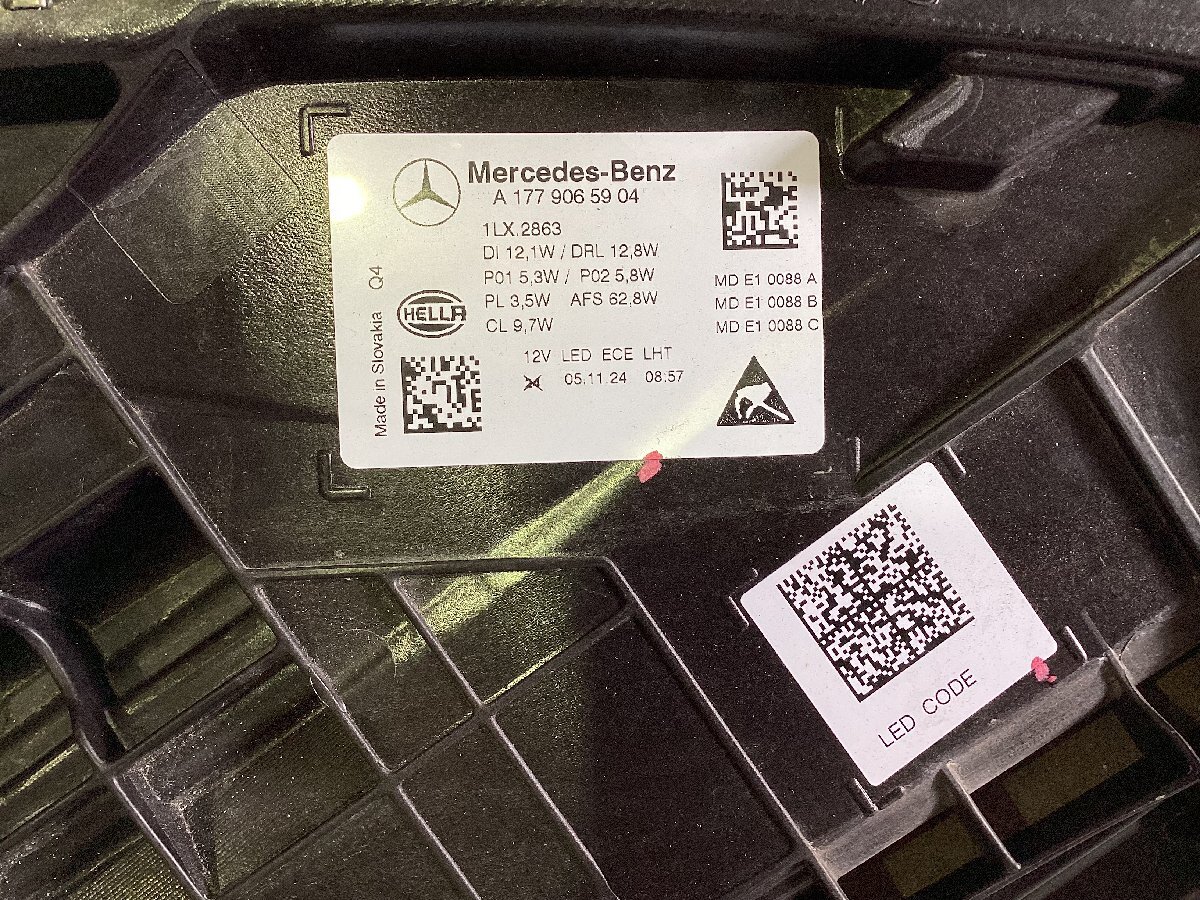 Mercedes-Benz
A 177 906 59 04
1LX.2863
DI 12,1W / DRL 12,8W
P01 5,3W / P02 5,8W
PL 3,5W AFS 62,8W
CL 9,7W
MD E1 0088 A
MD E1 0088 B
MD E1 0088 C
HELLA
Made in Slovakia Q4
12V LED ECE LHT
05.11.24 08:57
LED CODE